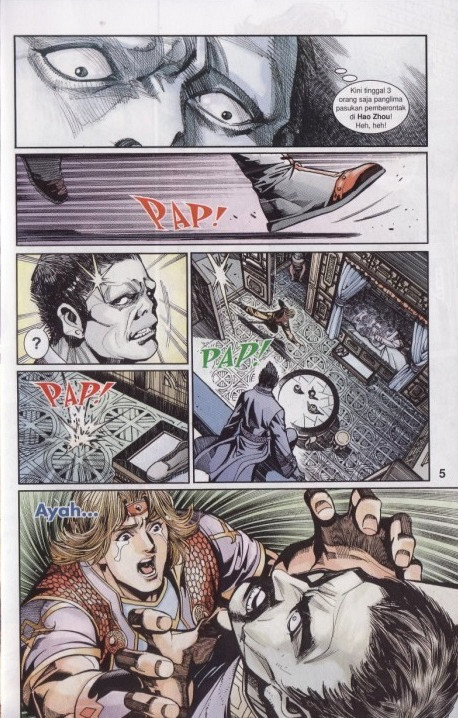 Kini tinggal 3
orang saja panglima
pasukan pemberontak
di Hao Zhou!
Heh, heh!
PAP!
?
PAP!
PAP!
5
Ayah...